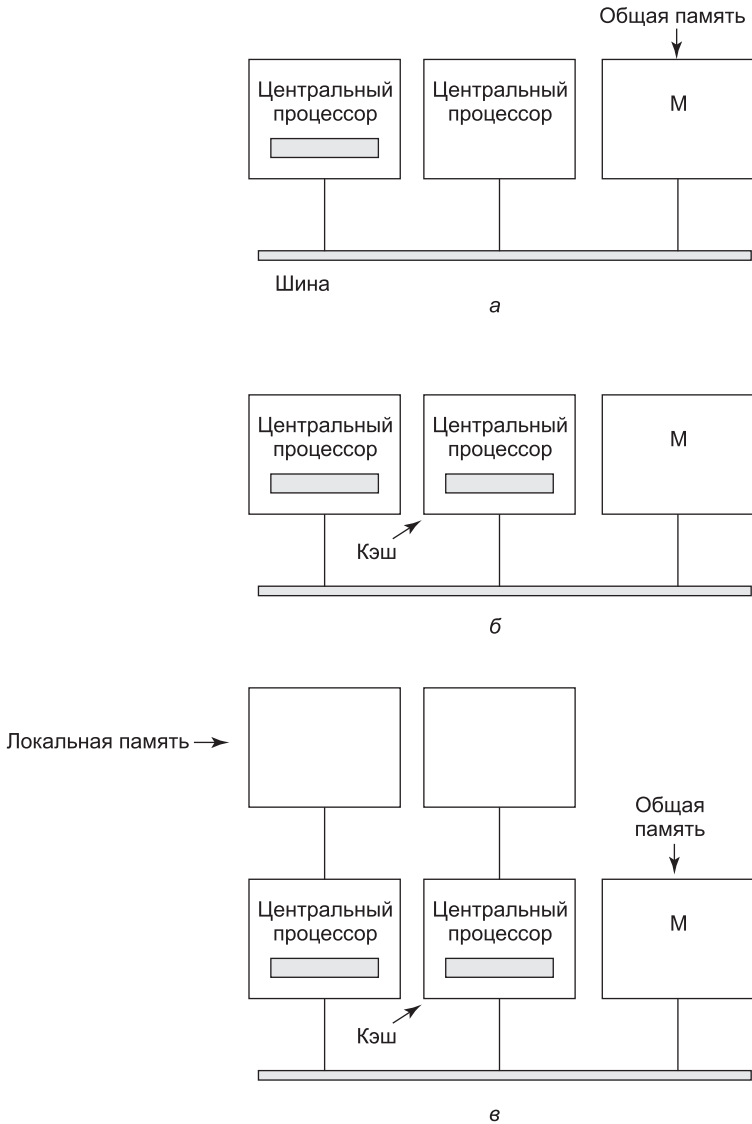 Общая память
Центральный
процессор
Центральный
процессор
М
Шина
а
Центральный
процессор
Центральный
процессор
М
Кэш
б
Локальная память
Общая
память
Центральный
процессор
Центральный
процессор
М
Кэш
в